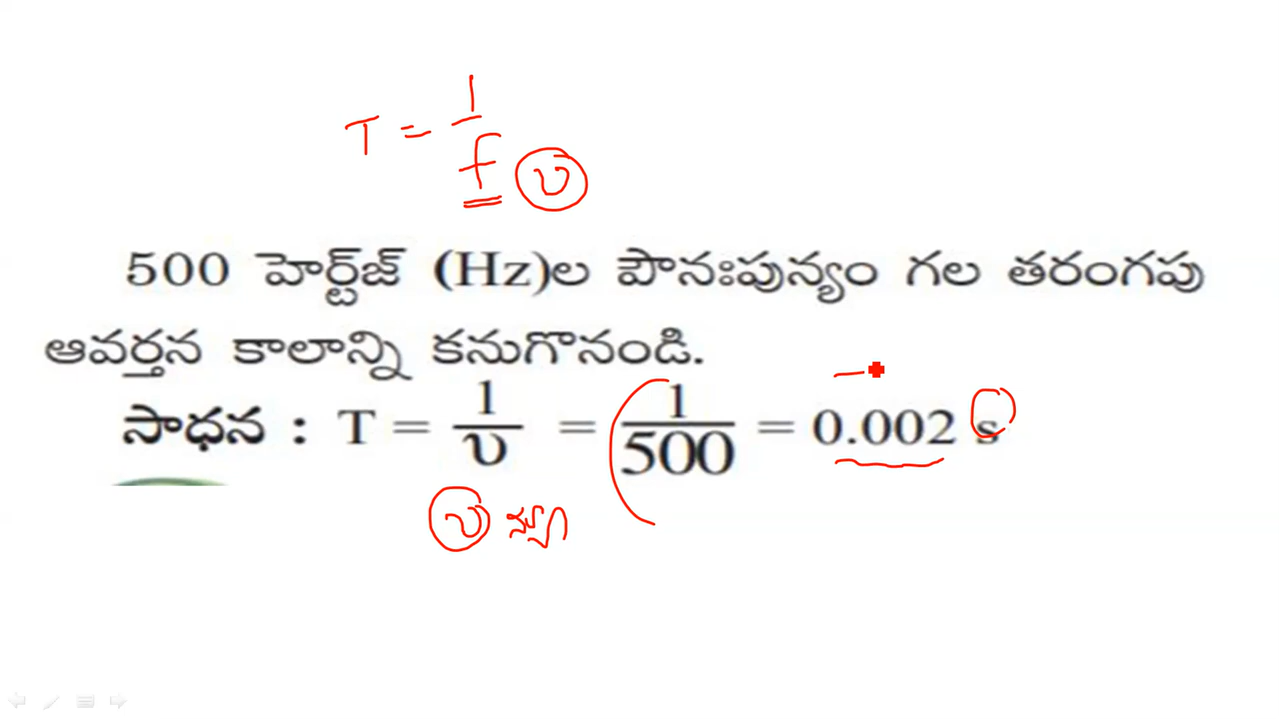 T = 1/f υ
500 హెర్ట్‌జ్ (Hz)ల పౌనఃపున్యం గల తరంగపు
ఆవర్తన కాలాన్ని కనుగొనండి.
సాధన : T = 1/υ = 1/500 = 0.002 s
υ న్యూ